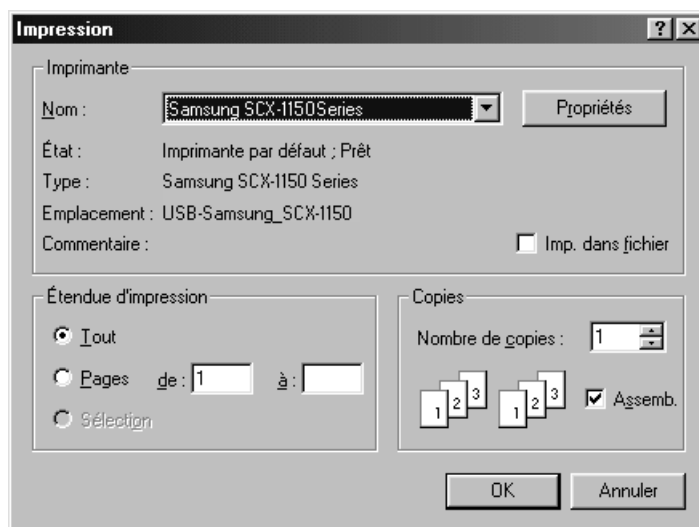 Impression
Imprimante
Nom : Samsung SCX-1150Series Propriétés
État : Imprimante par défaut ; Prêt
Type : Samsung SCX-1150 Series
Emplacement : USB-Samsung_SCX-1150
Commentaire : Imp. dans fichier
Étendue d'impression
Tout
Pages de : 1 à :
Sélection
Copies
Nombre de copies : 1
1 2 3 1 2 3 Assemb.
OK Annuler